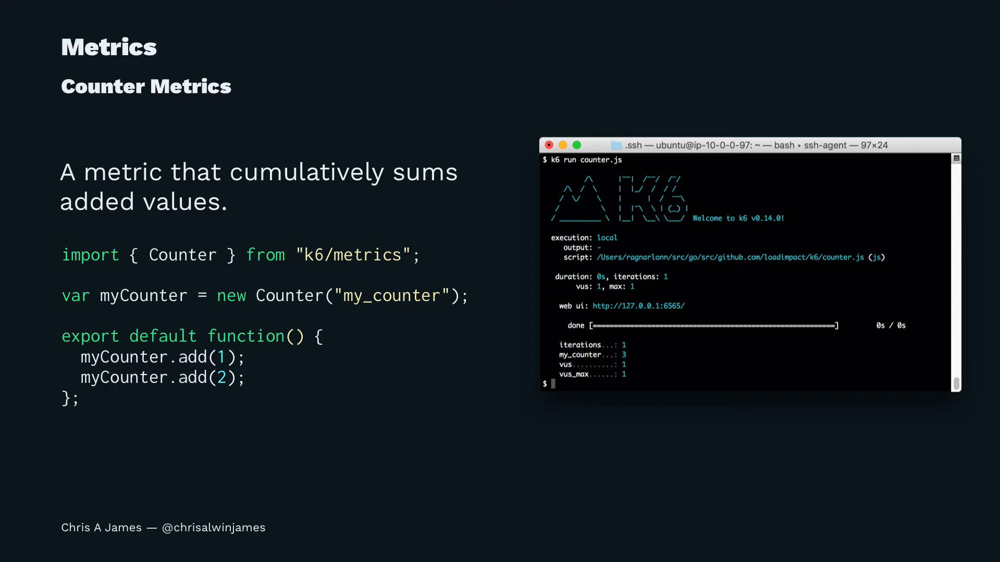 Metrics
Counter Metrics
A metric that cumulatively sums
added values.
import { Counter } from "k6/metrics";
var myCounter = new Counter("my_counter");
export default function() {
  myCounter.add(1);
  myCounter.add(2);
};
.ssh — ubuntu@ip-10-0-0-97: ~ — bash ▸ ssh-agent — 97×24
$ k6 run counter.js
K6
Welcome to k6 v0.14.0!
execution: local
output: -
script: /Users/ragnarlonn/src/go/src/github.com/loadimpact/k6/counter.js (js)
duration: 0s, iterations: 1
vus: 1, max: 1
web ui: http://127.0.0.1:6565/
done [==========================================================] 0s / 0s
iterations...: 1
my_counter...: 3
vus..........: 1
vus_max......: 1
$
Chris A James — @chrisalwinjames